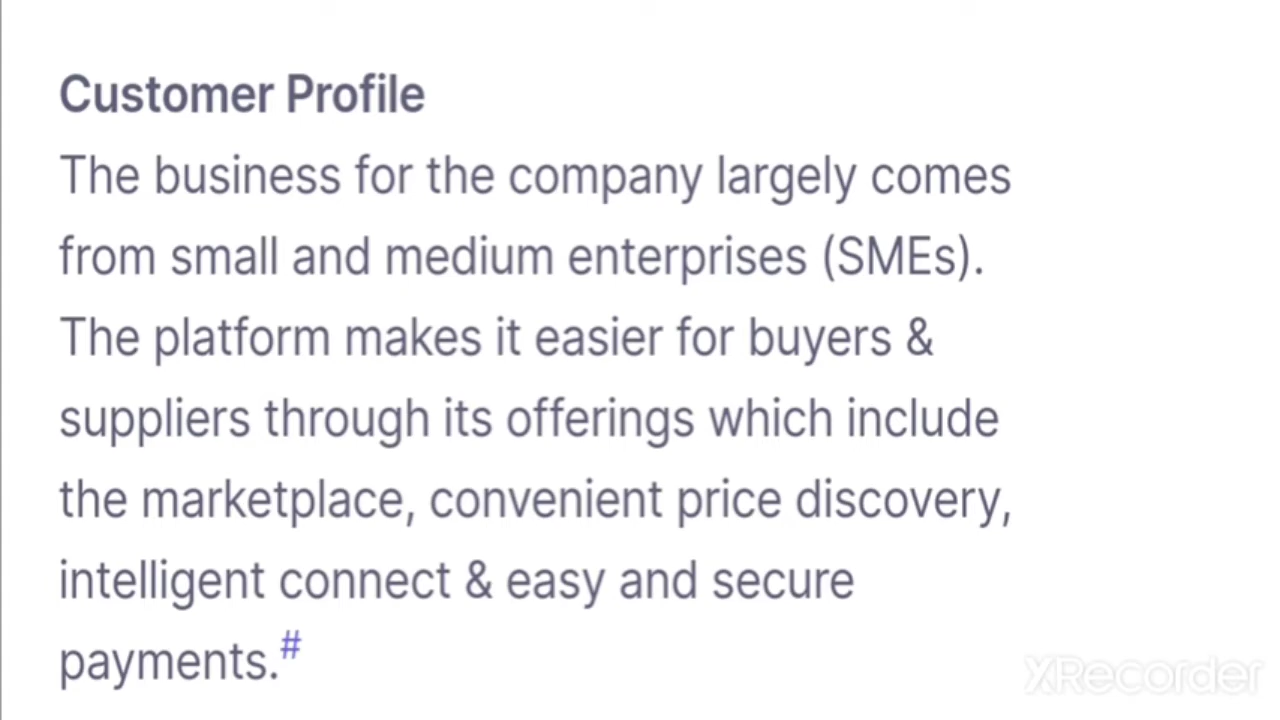 Customer Profile
The business for the company largely comes
from small and medium enterprises (SMEs).
The platform makes it easier for buyers &
suppliers through its offerings which include
the marketplace, convenient price discovery,
intelligent connect & easy and secure
payments.#
XRecorder